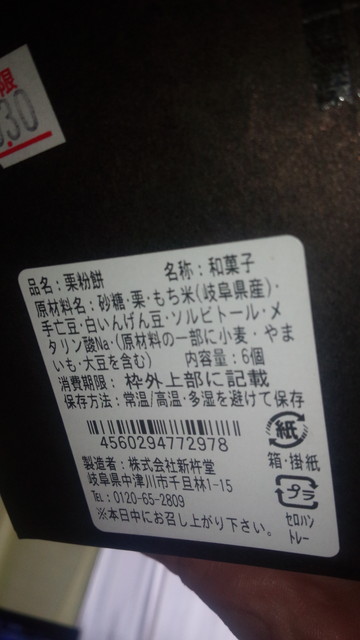 限
.30
品名：栗粉餅　名称：和菓子
原材料名：砂糖・栗・もち米(岐阜県産)・
手亡豆・白いんげん豆・ソルビトール・メ
タリン酸Na・(原材料の一部に小麦・やま
いも・大豆を含む)　内容量：6個
消費期限：枠外上部に記載
保存方法：常温/高温・多湿を避けて保存
4560294772978
紙
箱・掛紙
製造者：株式会社新杵堂
岐阜県中津川市千旦林1-15
TEL：0120-65-2809
プラ
セロハン
トレー
※本日中にお召し上がり下さい。